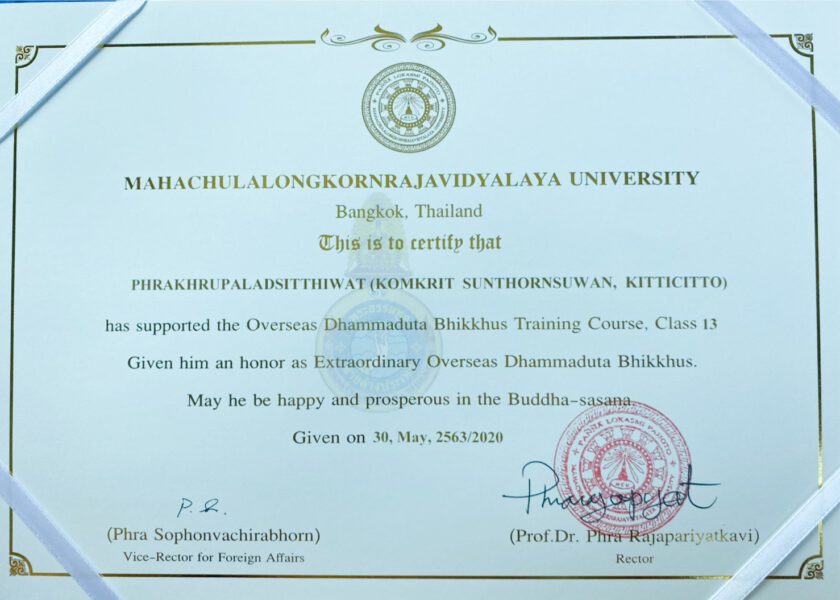 PAÑÑĀ LOKASMI PAJJOTO
MAHACHULALONGKORNRAJAVIDYALAYA UNIVERSITY
Bangkok, Thailand
This is to certify that
PHRAKHRUPALADSITTHIWAT (KOMKRIT SUNTHORNSUWAN, KITTICITTO)
has supported the Overseas Dhammaduta Bhikkhus Training Course, Class 13
Given him an honor as Extraordinary Overseas Dhammaduta Bhikkhus.
May he be happy and prosperous in the Buddha-sasana.
Given on 30, May, 2563/2020
P. S.
(Phra Sophonvachirabhorn)
Vice-Rector for Foreign Affairs
(Prof.Dr. Phra Rajapariyatkavi)
Rector